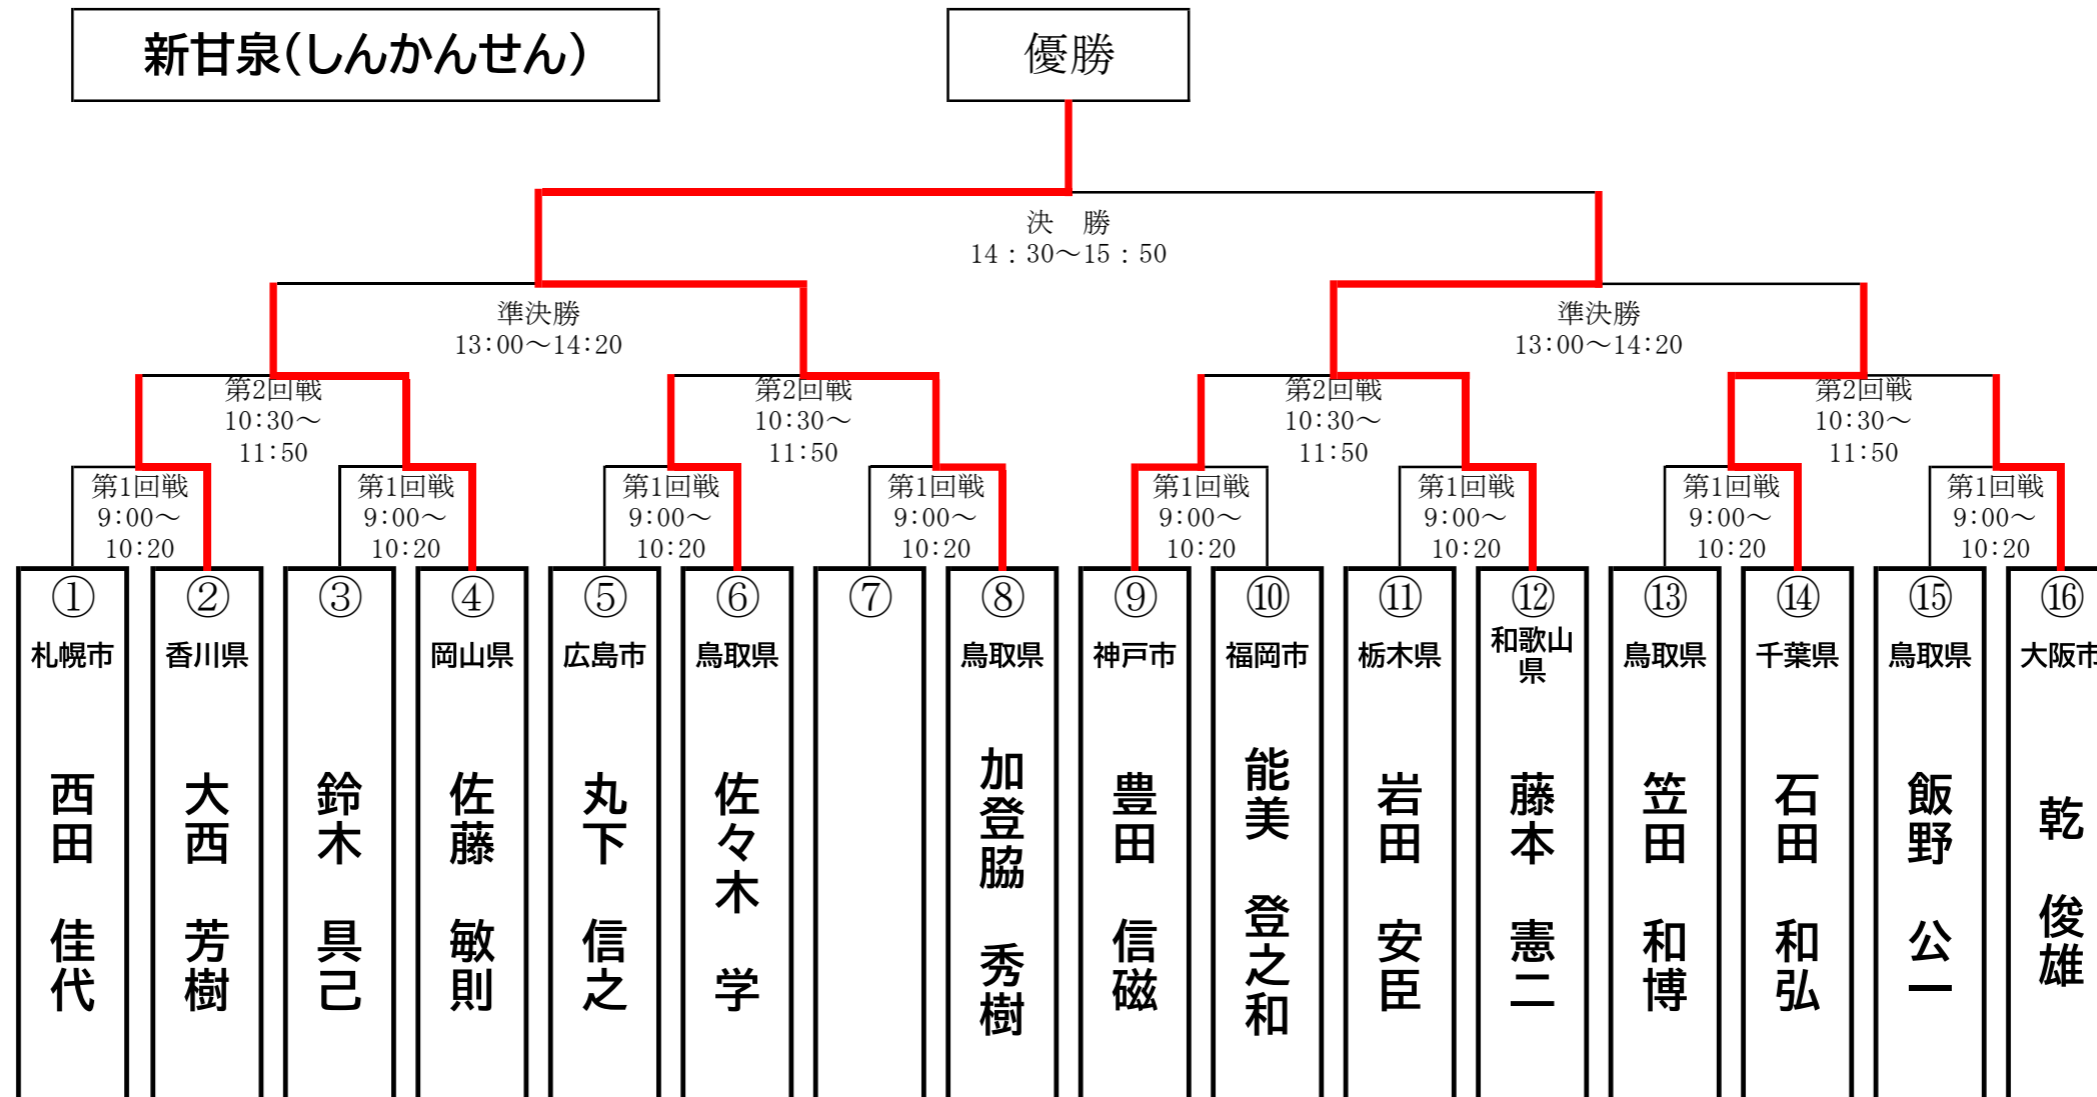 新甘泉(しんかんせん)
優勝
決　勝
14：30～15：50
準決勝
13:00～14:20
準決勝
13:00～14:20
第2回戦
10:30～
11:50
第2回戦
10:30～
11:50
第2回戦
10:30～
11:50
第2回戦
10:30～
11:50
第1回戦
9:00～
10:20
第1回戦
9:00～
10:20
第1回戦
9:00～
10:20
第1回戦
9:00～
10:20
第1回戦
9:00～
10:20
第1回戦
9:00～
10:20
第1回戦
9:00～
10:20
第1回戦
9:00～
10:20
①
札幌市
西田　佳代
②
香川県
大西　芳樹
③
鈴木　具己
④
岡山県
佐藤　敏則
⑤
広島市
丸下　信之
⑥
鳥取県
佐々木　学
⑦
⑧
鳥取県
加登脇　秀樹
⑨
神戸市
豊田　信磁
⑩
福岡市
能美　登之和
⑪
栃木県
岩田　安臣
⑫
和歌山
県
藤本　憲二
⑬
鳥取県
笠田　和博
⑭
千葉県
石田　和弘
⑮
鳥取県
飯野　公一
⑯
大阪市
乾　俊雄